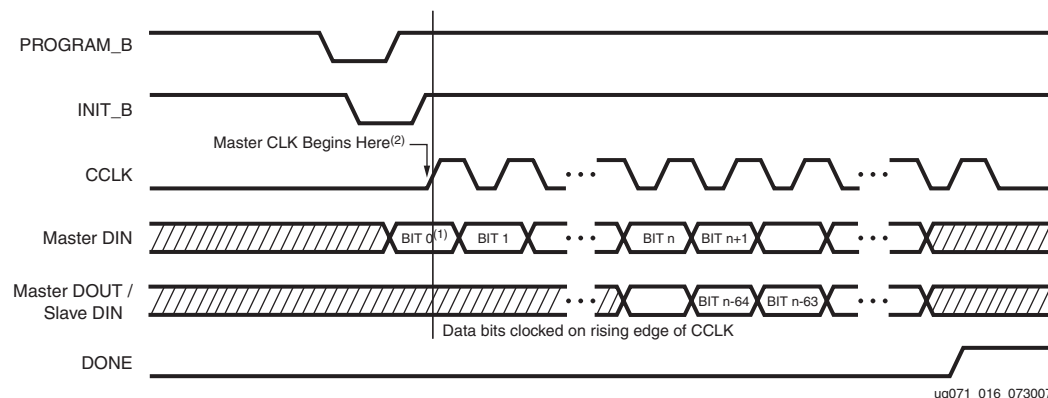 PROGRAM_B
INIT_B
Master CLK Begins Here(2)
CCLK
Master DIN
BIT 0(1)
BIT 1
BIT n
BIT n+1
Master DOUT /
Slave DIN
BIT n-64
BIT n-63
Data bits clocked on rising edge of CCLK
DONE
ug071_016_073007